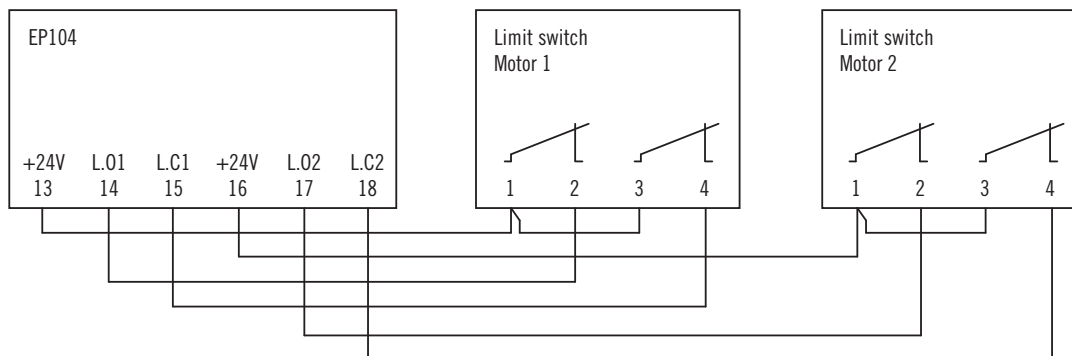 EP104
Limit switch
Motor 1
Limit switch
Motor 2
+24V L.O1 L.C1 +24V L.O2 L.C2
13 14 15 16 17 18
1 2 3 4
1 2 3 4